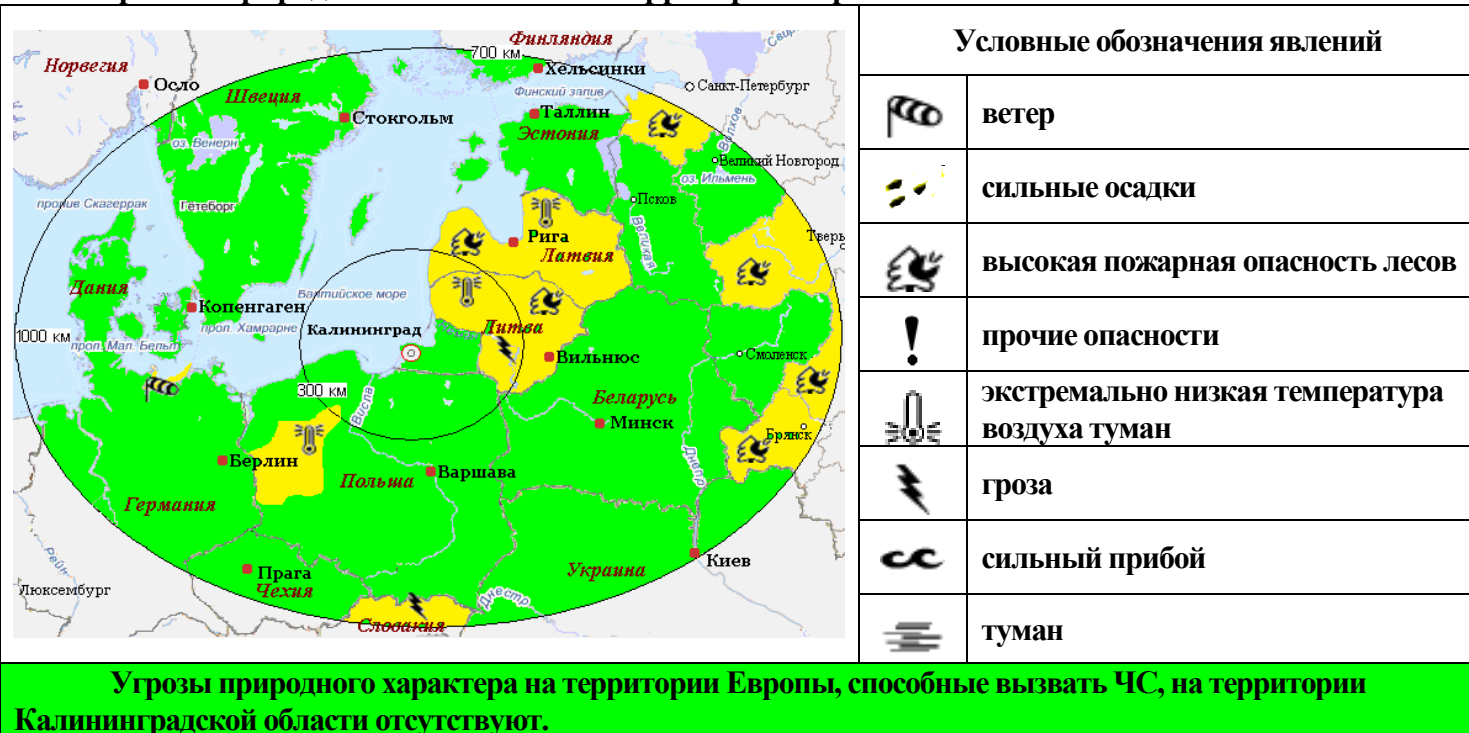 700 км
Финляндия
Норвегия
Хельсинки
Осло
Санкт-Петербург
Швеция
Финский залив
Стокгольм
Таллин
Эстония
Волхов
оз. Венерн
Великий Новгород
оз. Ильмень
Псков
пролив Скагеррак
Гётеборг
Великая
Рига
Тверь
Латвия
Дания
Балтийское море
Копенгаген
Калининград
Литва
1000 км
прол. Хамрарне
прол. Мал. Бельт
Вильнюс
Смоленск
300 км
Висла
Беларусь
Минск
Брянск
Берлин
Польша
Варшава
Днепр
Германия
Рейн
Киев
Прага
Украина
Люксембург
Чехия
Днестр
Словакия
Условные обозначения явлений
ветер
сильные осадки
высокая пожарная опасность лесов
прочие опасности
экстремально низкая температура
воздуха туман
гроза
сильный прибой
туман
Угрозы природного характера на территории Европы, способные вызвать ЧС, на территории
Калининградской области отсутствуют.